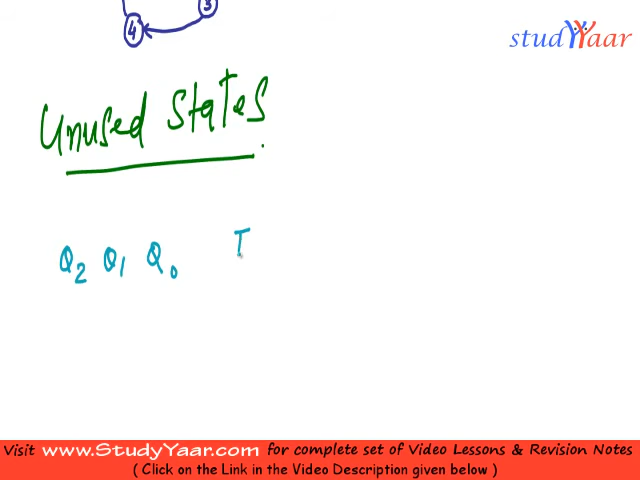 3
4
studYYaar
Unused States
Q2 Q1 Q0 T
Visit www.StudyYaar.com for complete set of Video Lessons & Revision Notes
( Click on the Link in the Video Description given below )